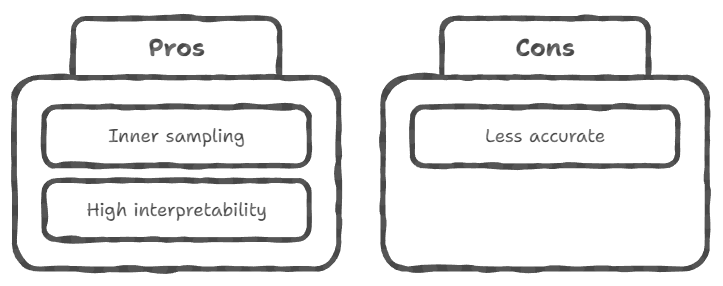 Pros
Inner sampling
High interpretability
Cons
Less accurate